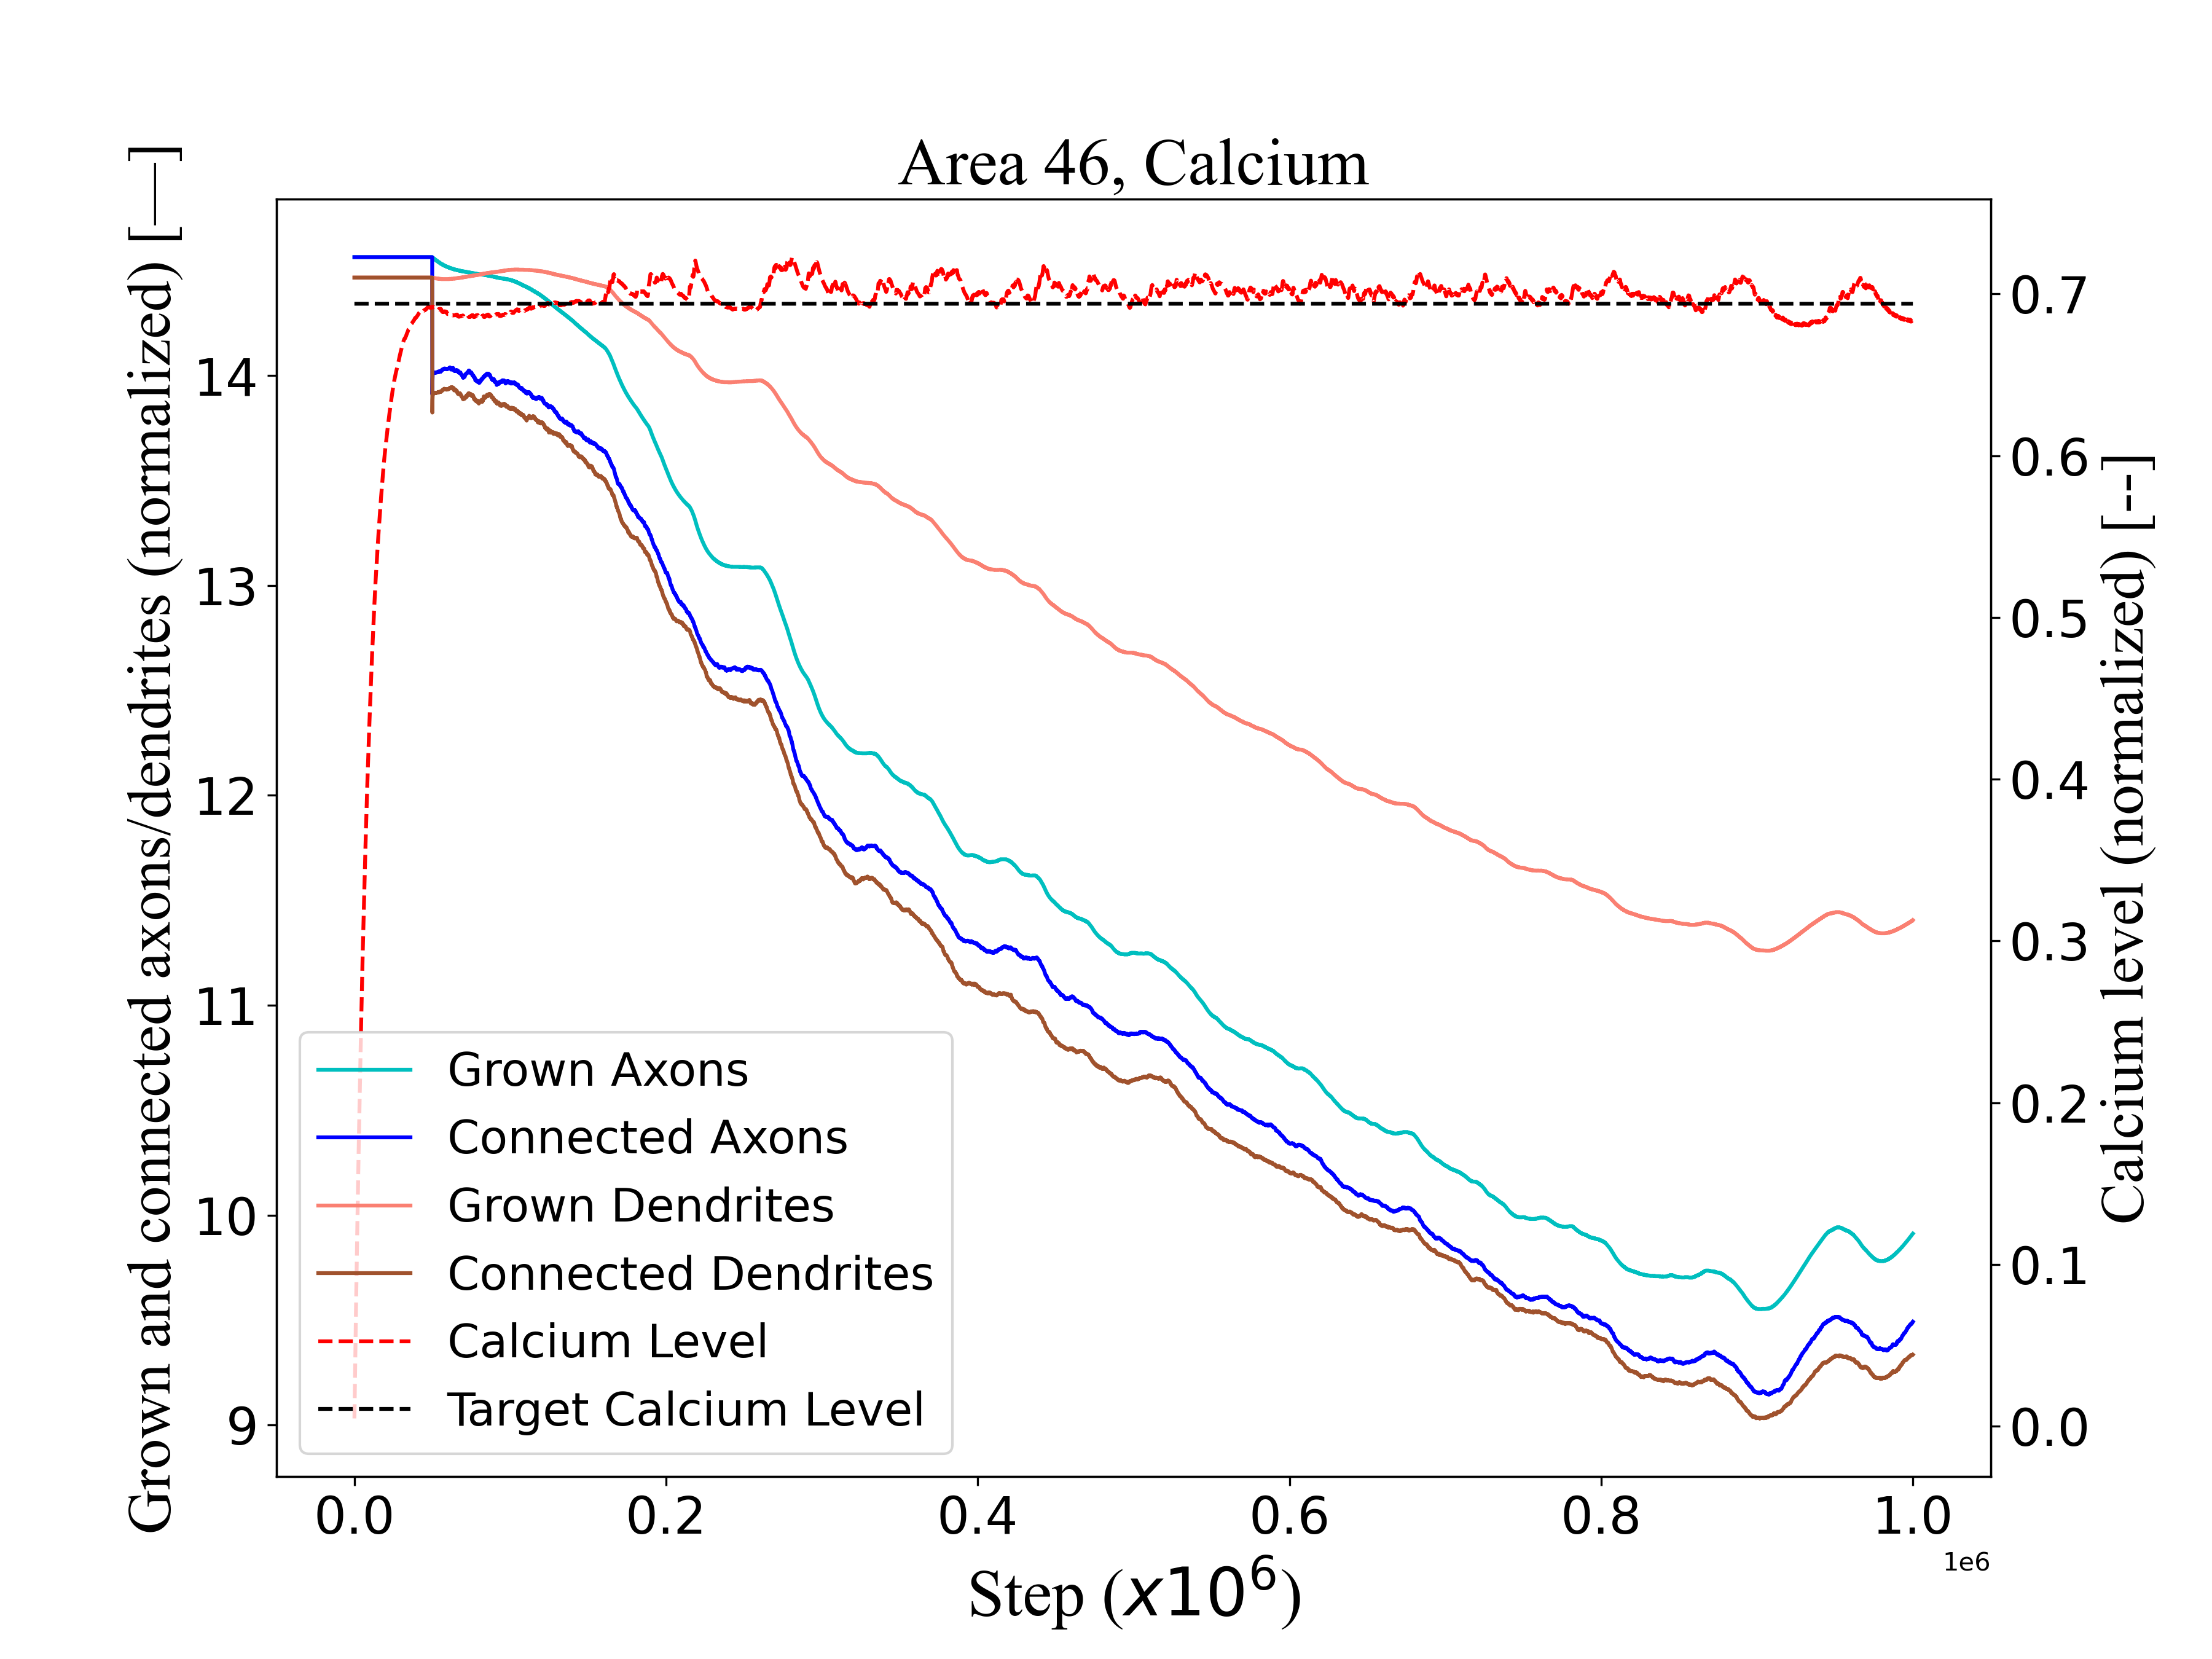 Area 46, Calcium
Grown and connected axons/dendrites (normalized) [—]
14
13
12
11
10
9
0.7
0.6
0.5
0.4
0.3
0.2
0.1
0.0
Calcium level (normalized) [--]
Grown Axons
Connected Axons
Grown Dendrites
Connected Dendrites
Calcium Level
Target Calcium Level
0.0 0.2 0.4 0.6 0.8 1.0
1e6
Step (x10⁶)